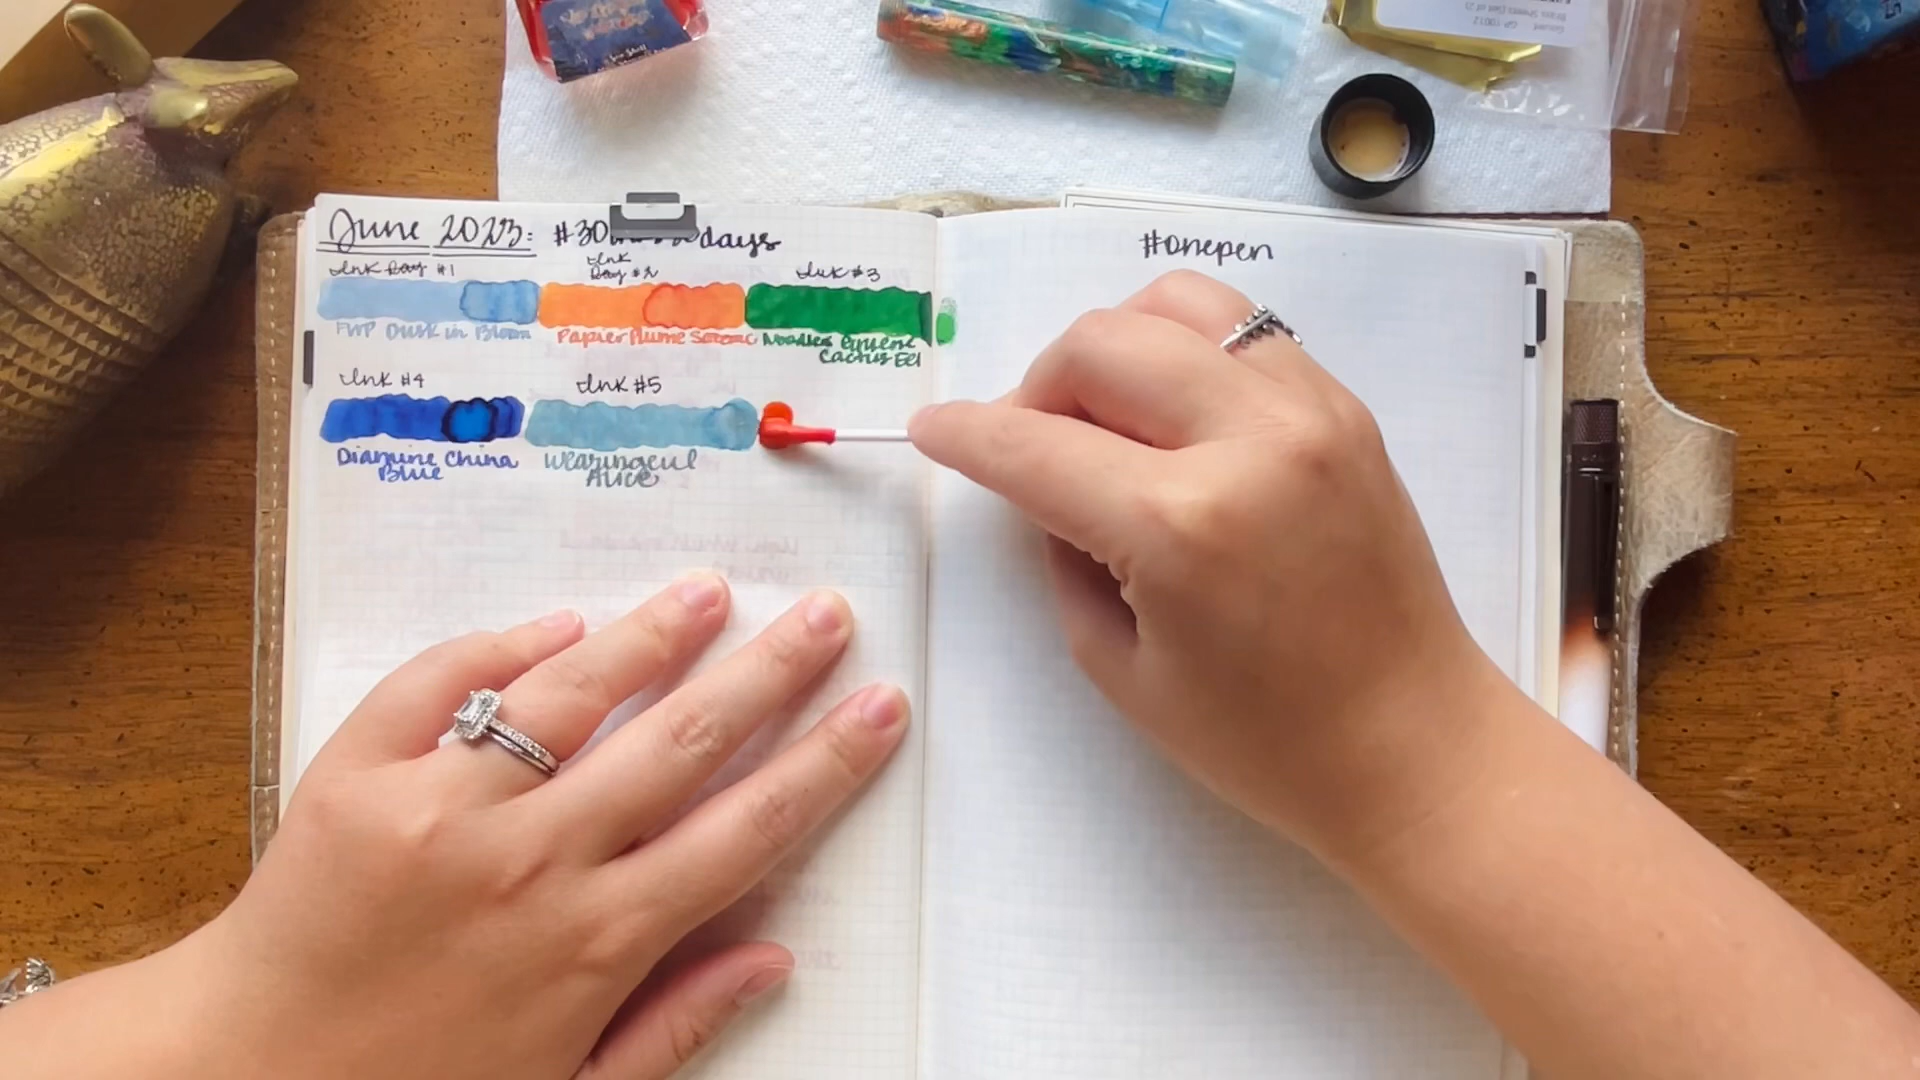 June 2023: #30 days
#onepen
Ink Day #1
Ink
Day #2
Ink #3
FWP Dusk in Bloom
Papier Plume
Noodlers
Cactus Eel
Ink #4
Ink #5
Diamine China
Blue
Wearingeul
Alice